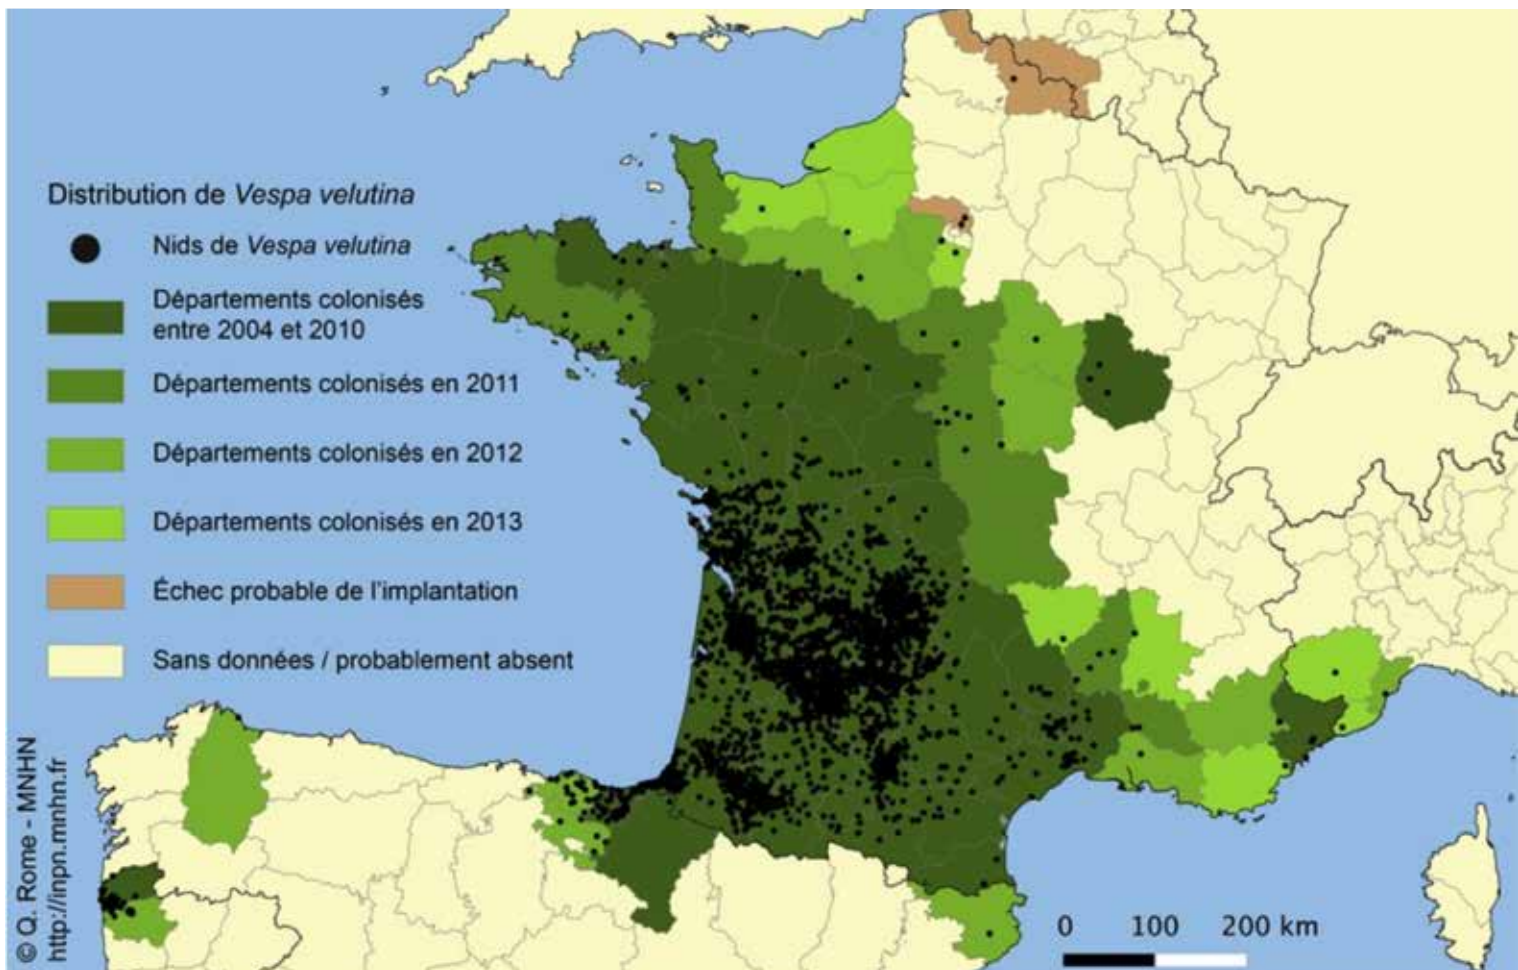 Distribution de Vespa velutina
Nids de Vespa velutina
Départements colonisés
entre 2004 et 2010
Départements colonisés en 2011
Départements colonisés en 2012
Départements colonisés en 2013
Échec probable de l'implantation
Sans données / probablement absent
© Q. Rome - MNHN
http://inpn.mnhn.fr
0 100 200 km